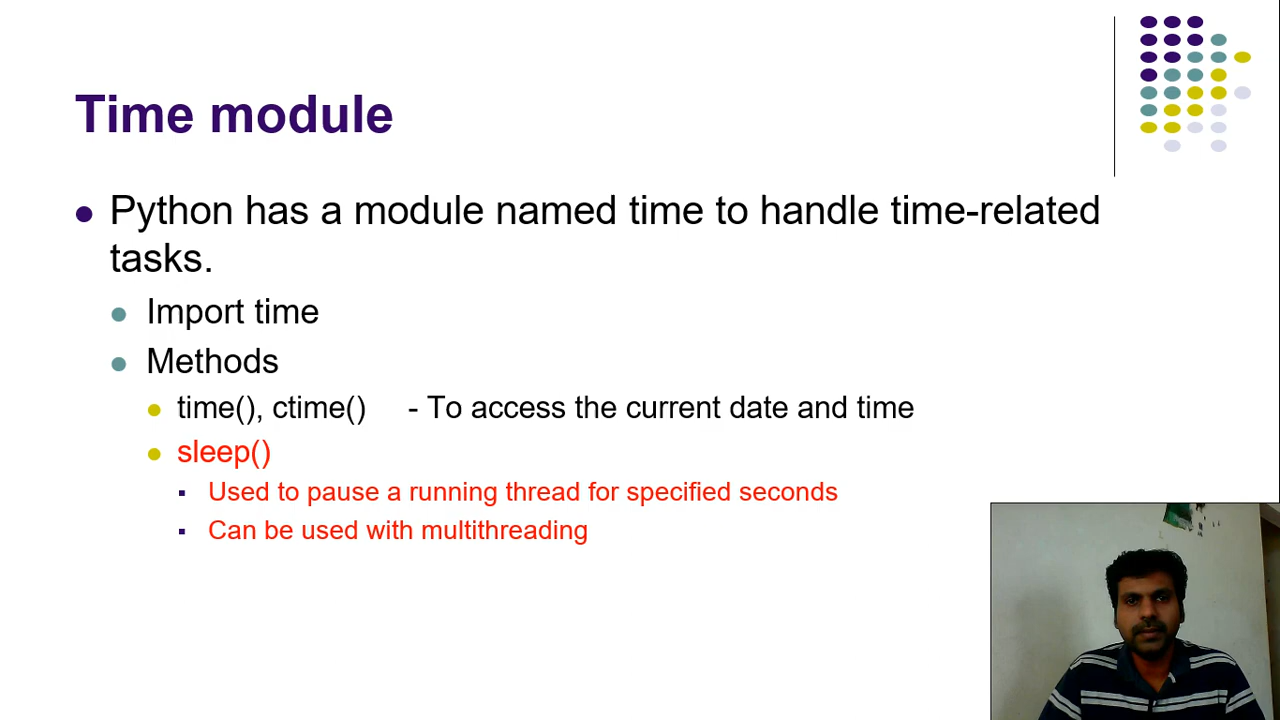 Time module
Python has a module named time to handle time-related
tasks.
Import time
Methods
time(), ctime() - To access the current date and time
sleep()
Used to pause a running thread for specified seconds
Can be used with multithreading